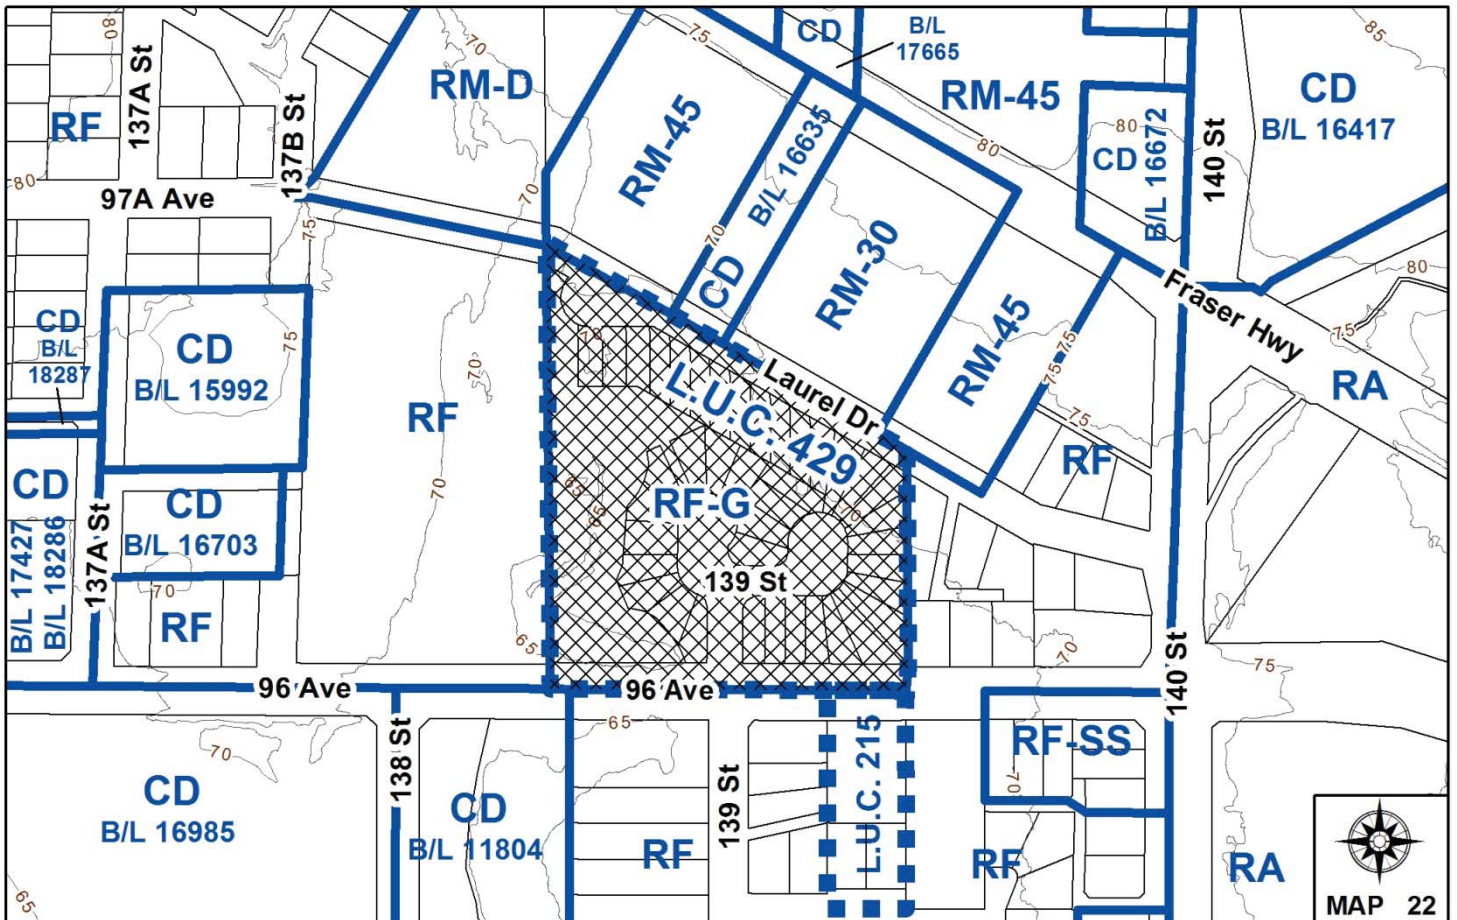 80
137A St
RF
137B St
70
RM-D
75
CD
B/L
17665
RM-45
85
CD
B/L 16417
RM-45
B/L 16635
80
80
CD
B/L 16672
140 St
80
97A Ave
70
75
70
CD
RM-30
80
Fraser Hwy
75
CD
B/L
18287
CD
B/L 15992
75
70
RF
70
L.U.C. 429
Laurel Dr
RM-45
75
75
75
RA
RF
CD
B/L 17427
B/L 18286
137A St
CD
B/L 16703
70
65
65
RF-G
70
139 St
70
RF
65
70
75
96 Ave
96 Ave
140 St
138 St
65
139 St
L.U.C. 215
RF-SS
70
70
CD
B/L 16985
CD
B/L 11804
RF
RF
RA
65
MAP 22